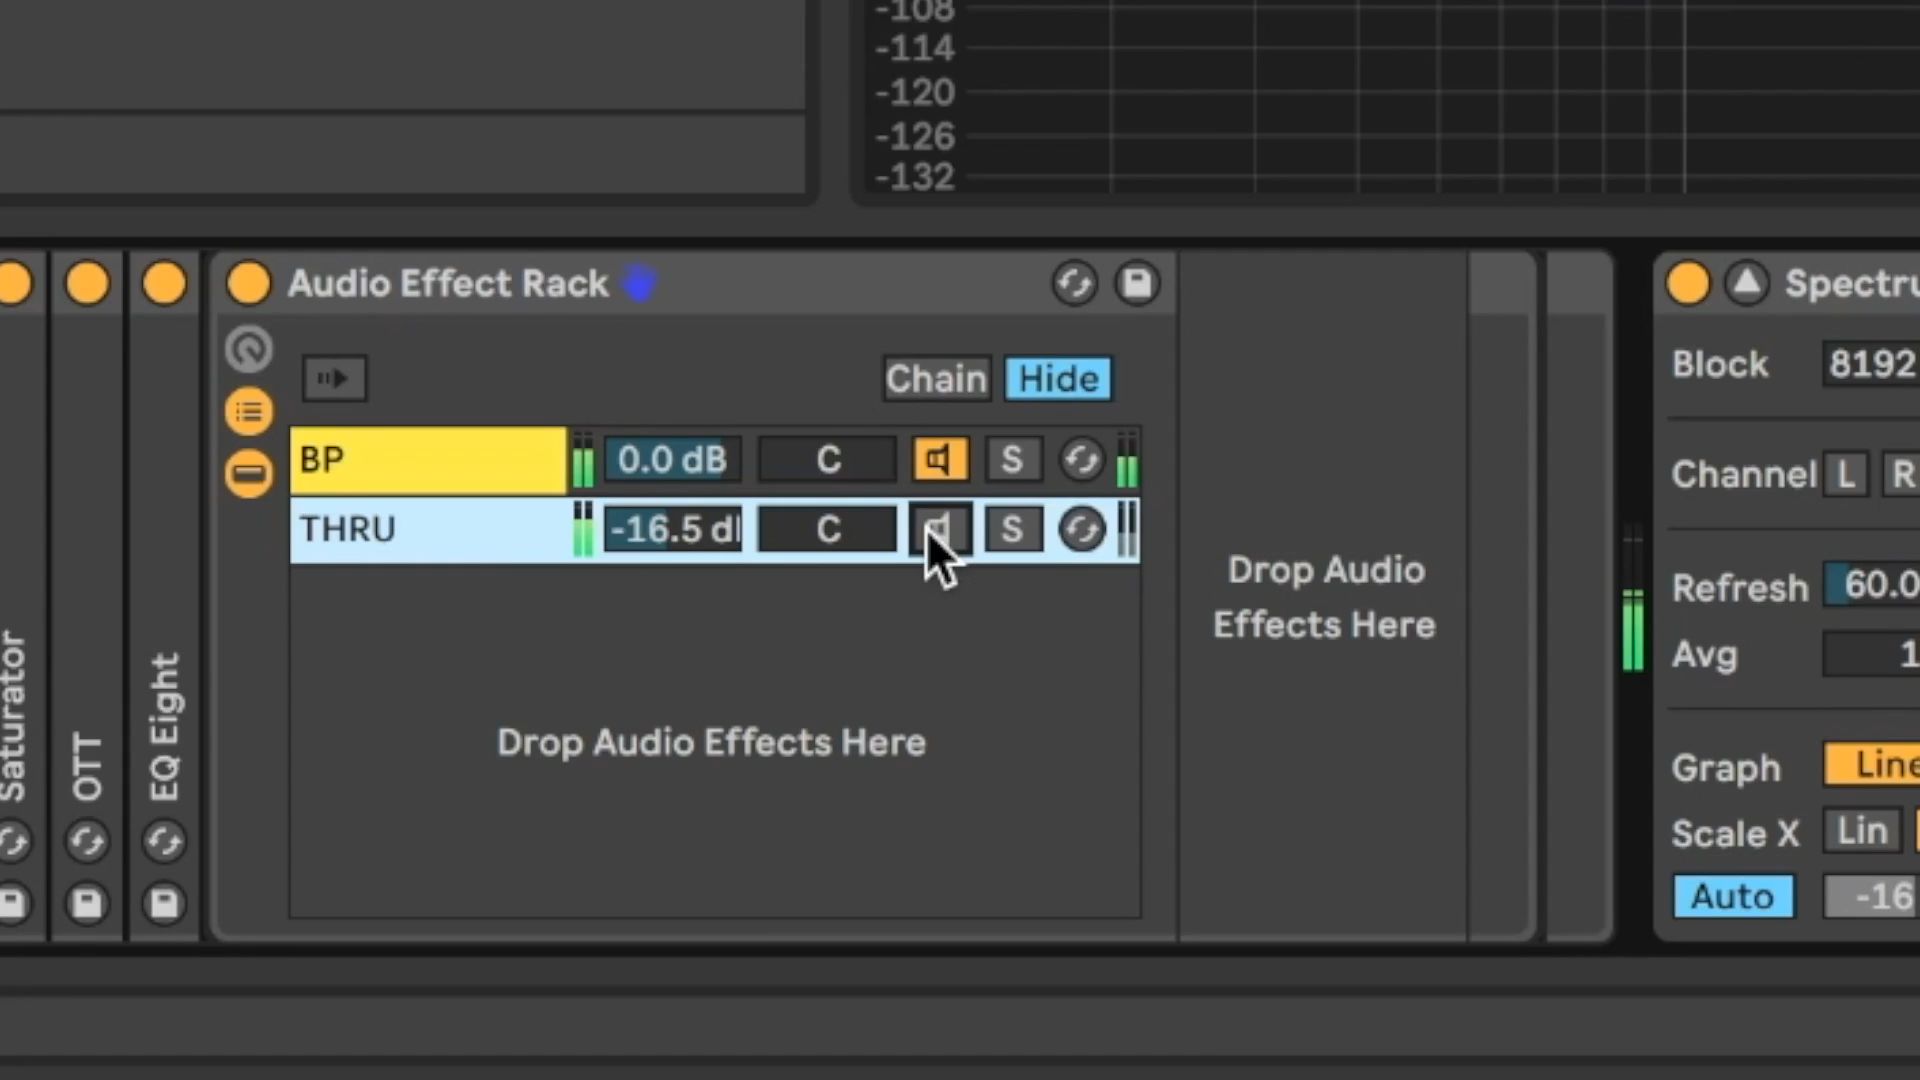 -108
-114
-120
-126
-132
Audio Effect Rack
Chain Hide
BP 0.0 dB C S
THRU -16.5 d C S
Drop Audio Effects Here
Drop Audio
Effects Here
Saturator
OTT
EQ Eight
Spectru
Block 8192
Channel L R
Refresh 60.0
Avg 1
Graph Line
Scale X Lin
Auto -16